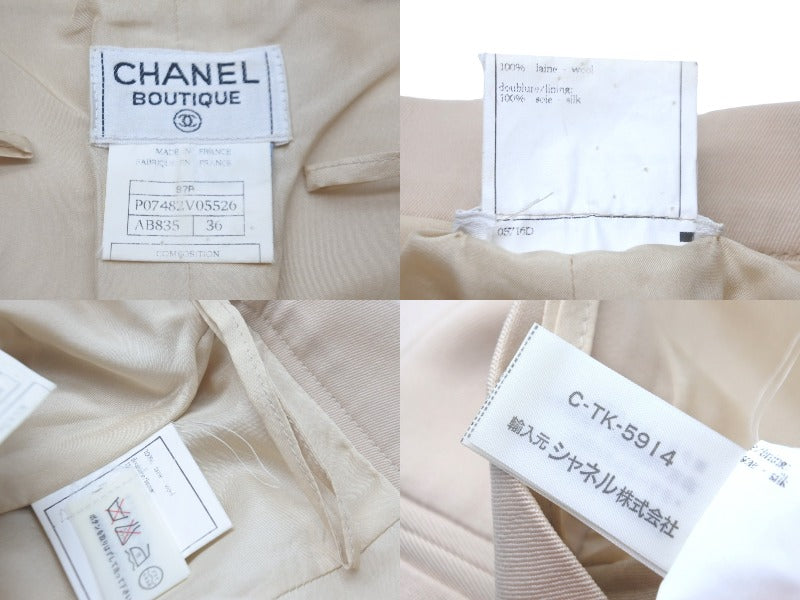 CHANEL
BOUTIQUE
MADE IN FRANCE
FABRIQUE EN FRANCE
97P
P07482V05526
AB835 36
COMPOSITION
100% laine - wool
doublure/lining:
100% soie - silk
05716D
C-TK-5914
輸入元 シャネル株式会社